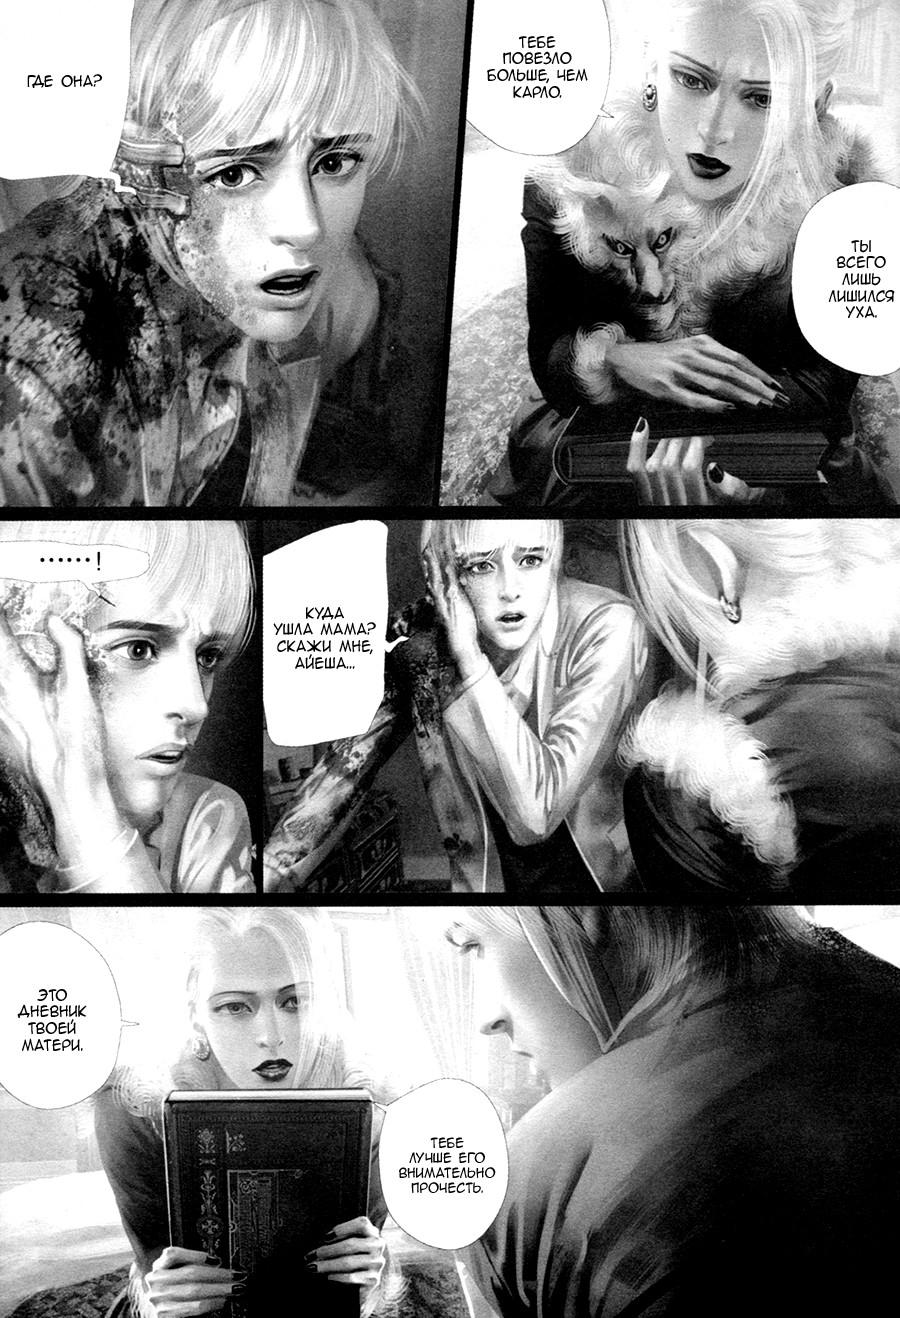 ТЕБЕ
ПОВЕЗЛО
БОЛЬШЕ, ЧЕМ
КАРЛО.
ТЫ
ВСЕГО
ЛИШЬ
ЛИШИЛСЯ
УХА.
ГДЕ ОНА?
КУДА
УШЛА МАМА?
СКАЖИ МНЕ,
АЙЕША...
......!
ЭТО
ДНЕВНИК
ТВОЕЙ
МАТЕРИ.
ТЕБЕ
ЛУЧШЕ ЕГО
ВНИМАТЕЛЬНО
ПРОЧЕСТЬ.